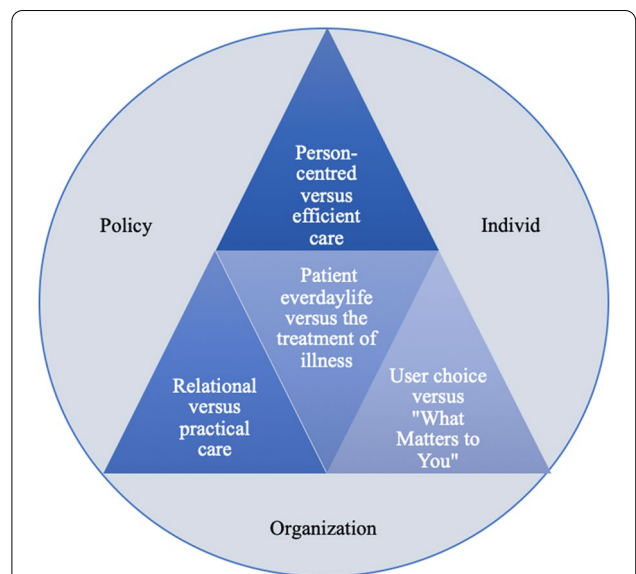 Person-
centred
versus
efficient
care
Policy
Individ
Patient
everdaylife
versus the
treatment of
illness
Relational
versus
practical
care
User choice
versus
"What
Matters to
You"
Organization